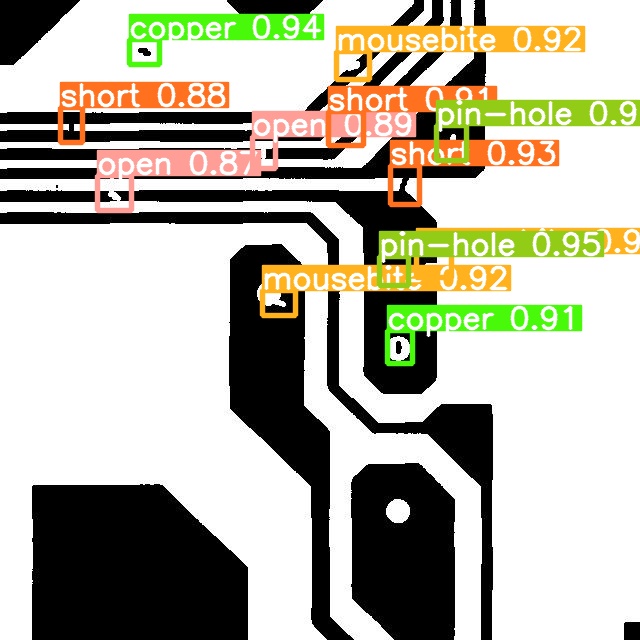 copper 0.94
mousebite 0.92
short 0.88
short 0.91
pin-hole 0.9
open 0.89
short 0.93
open 0.87
pin-hole 0.95
mousebite 0.92
copper 0.91